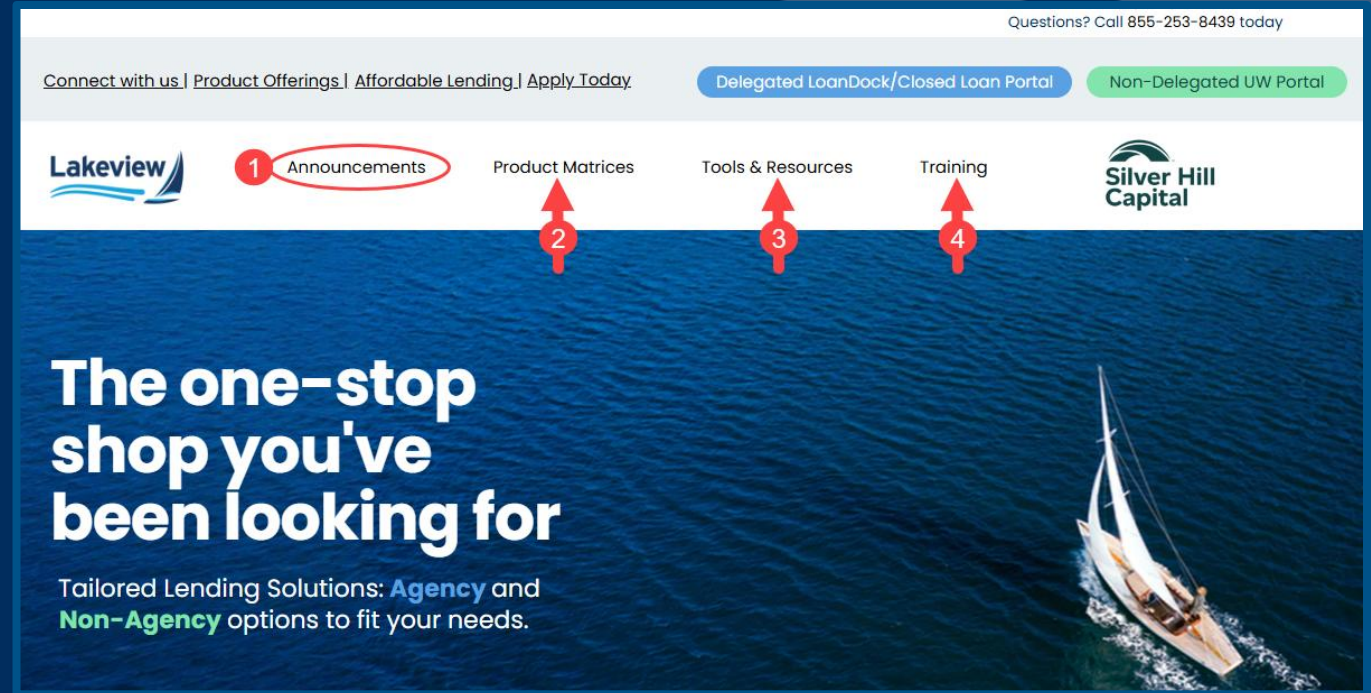 Questions? Call 855-253-8439 today
Connect with us | Product Offerings | Affordable Lending | Apply Today
Delegated LoanDock/Closed Loan Portal
Non-Delegated UW Portal
Lakeview
1
Announcements
Product Matrices
Tools & Resources
Training
Silver Hill
Capital
2
3
4
The one-stop
shop you've
been looking for
Tailored Lending Solutions: Agency and
Non-Agency options to fit your needs.